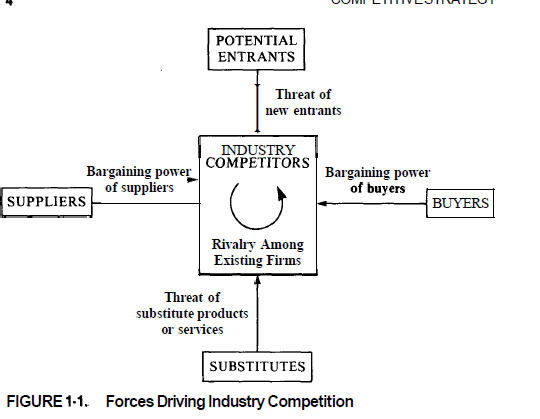 4
POTENTIAL
ENTRANTS
Threat of
new entrants
INDUSTRY
COMPETITORS
Bargaining power
of suppliers
Bargaining power
of buyers
SUPPLIERS
BUYERS
Rivalry Among
Existing Firms
Threat of
substitute products
or services
SUBSTITUTES
FIGURE 1-1. Forces Driving Industry Competition